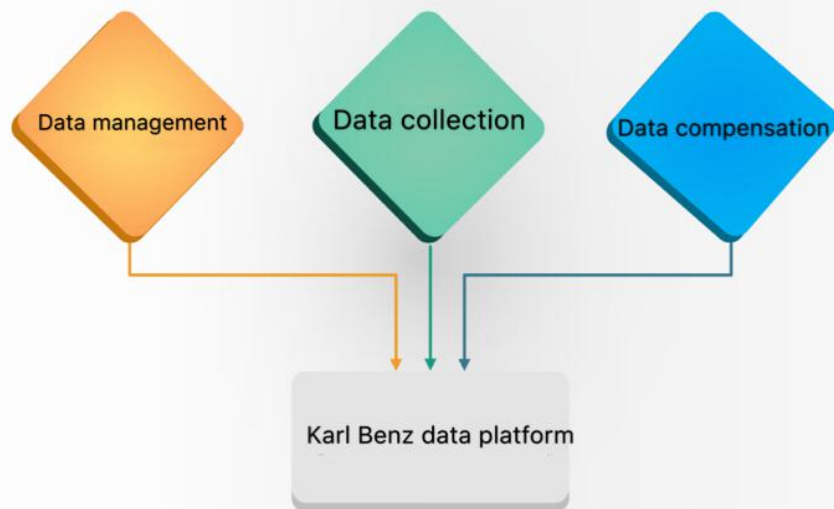 Data management
Data collection
Data compensation
Karl Benz data platform